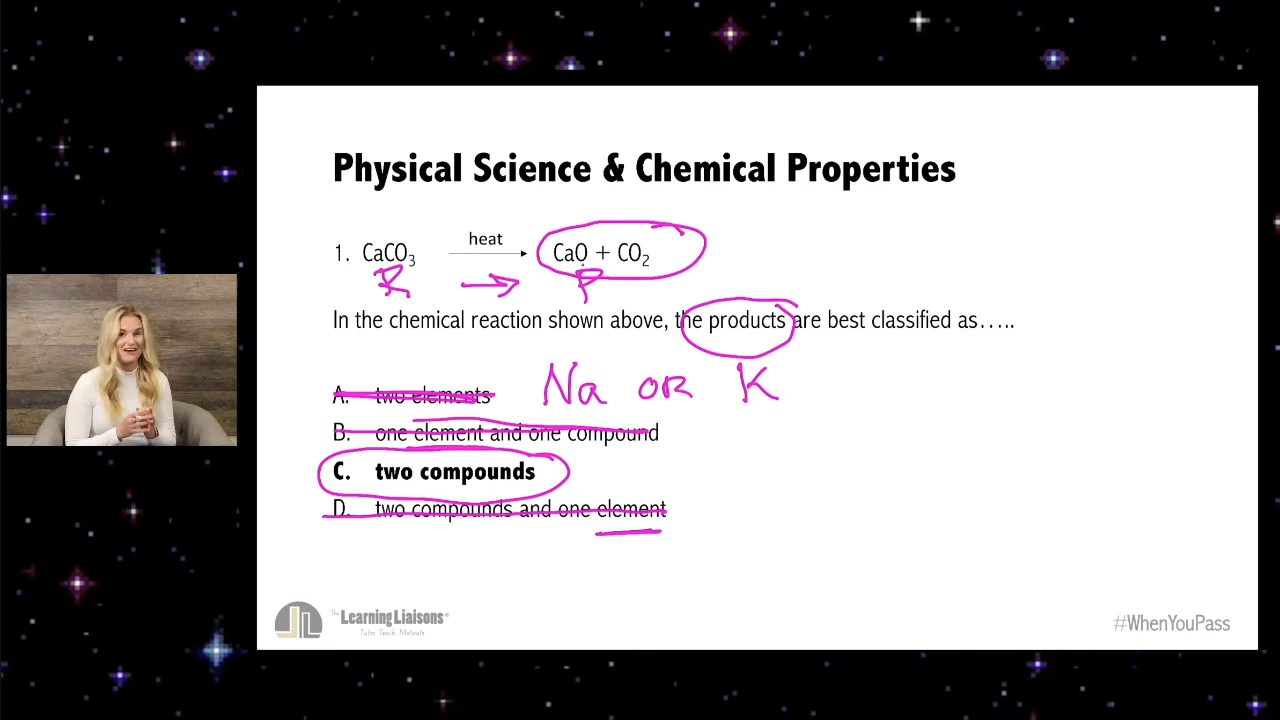 Physical Science & Chemical Properties
1. CaCO₃ heat CaO + CO₂
R → P
In the chemical reaction shown above, the products are best classified as…..
Na or K
A. two elements
B. one element and one compound
C. two compounds
D. two compounds and one element
The Learning Liaisons®
Tutor, Teach, Motivate
#WhenYouPass